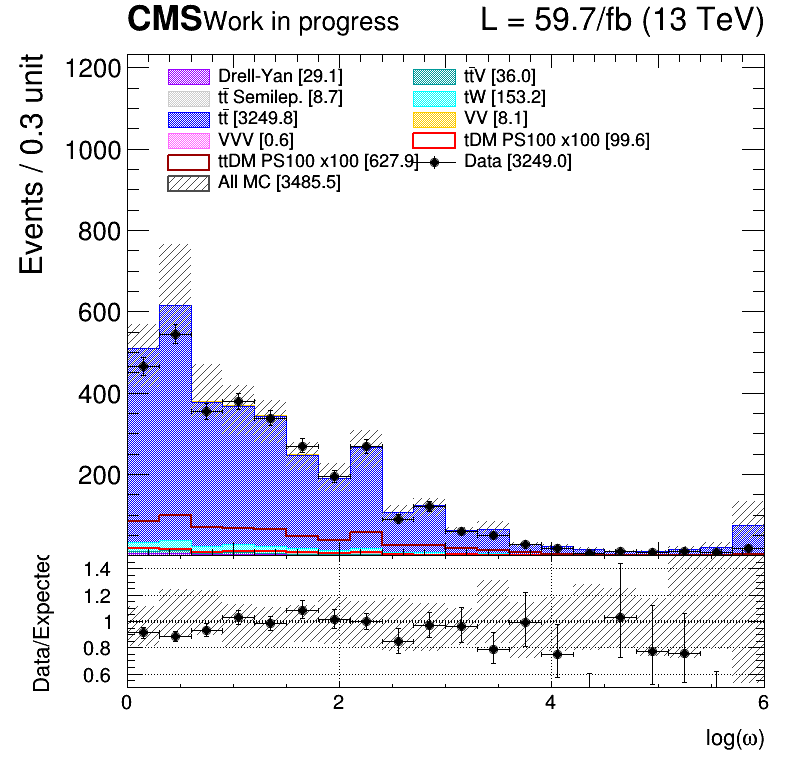 CMS Work in progress L = 59.7/fb (13 TeV)
Events / 0.3 unit
1200
1000
800
600
400
200
Drell-Yan [29.1]
tt̄V [36.0]
tt̄ Semilep. [8.7]
tW [153.2]
tt̄ [3249.8]
VV [8.1]
VVV [0.6]
tDM PS100 x100 [99.6]
ttDM PS100 x100 [627.9]
Data [3249.0]
All MC [3485.5]
Data/Expected
1.4
1.2
1
0.8
0.6
0 2 4 6
log(ω)